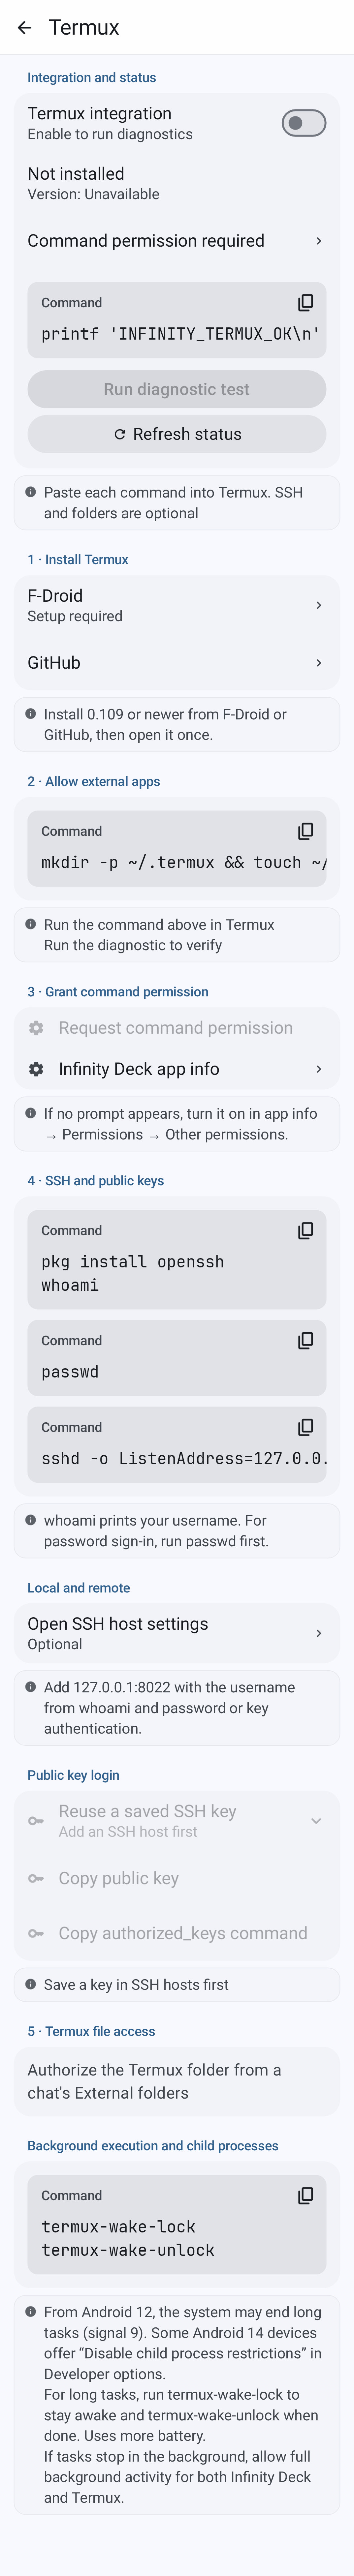 Termux
Integration and status
Termux integration
Enable to run diagnostics
Not installed
Version: Unavailable
Command permission required
Command
printf 'INFINITY_TERMUX_OK\n'
Run diagnostic test
Refresh status
Paste each command into Termux. SSH
and folders are optional
1 · Install Termux
F-Droid
Setup required
GitHub
Install 0.109 or newer from F-Droid or
GitHub, then open it once.
2 · Allow external apps
Command
mkdir -p ~/.termux && touch ~/
Run the command above in Termux
Run the diagnostic to verify
3 · Grant command permission
Request command permission
Infinity Deck app info
If no prompt appears, turn it on in app info
→ Permissions → Other permissions.
4 · SSH and public keys
Command
pkg install openssh
whoami
Command
passwd
Command
sshd -o ListenAddress=127.0.0.
whoami prints your username. For
password sign-in, run passwd first.
Local and remote
Open SSH host settings
Optional
Add 127.0.0.1:8022 with the username
from whoami and password or key
authentication.
Public key login
Reuse a saved SSH key
Add an SSH host first
Copy public key
Copy authorized_keys command
Save a key in SSH hosts first
5 · Termux file access
Authorize the Termux folder from a
chat's External folders
Background execution and child processes
Command
termux-wake-lock
termux-wake-unlock
From Android 12, the system may end long
tasks (signal 9). Some Android 14 devices
offer “Disable child process restrictions” in
Developer options.
For long tasks, run termux-wake-lock to
stay awake and termux-wake-unlock when
done. Uses more battery.
If tasks stop in the background, allow full
background activity for both Infinity Deck
and Termux.